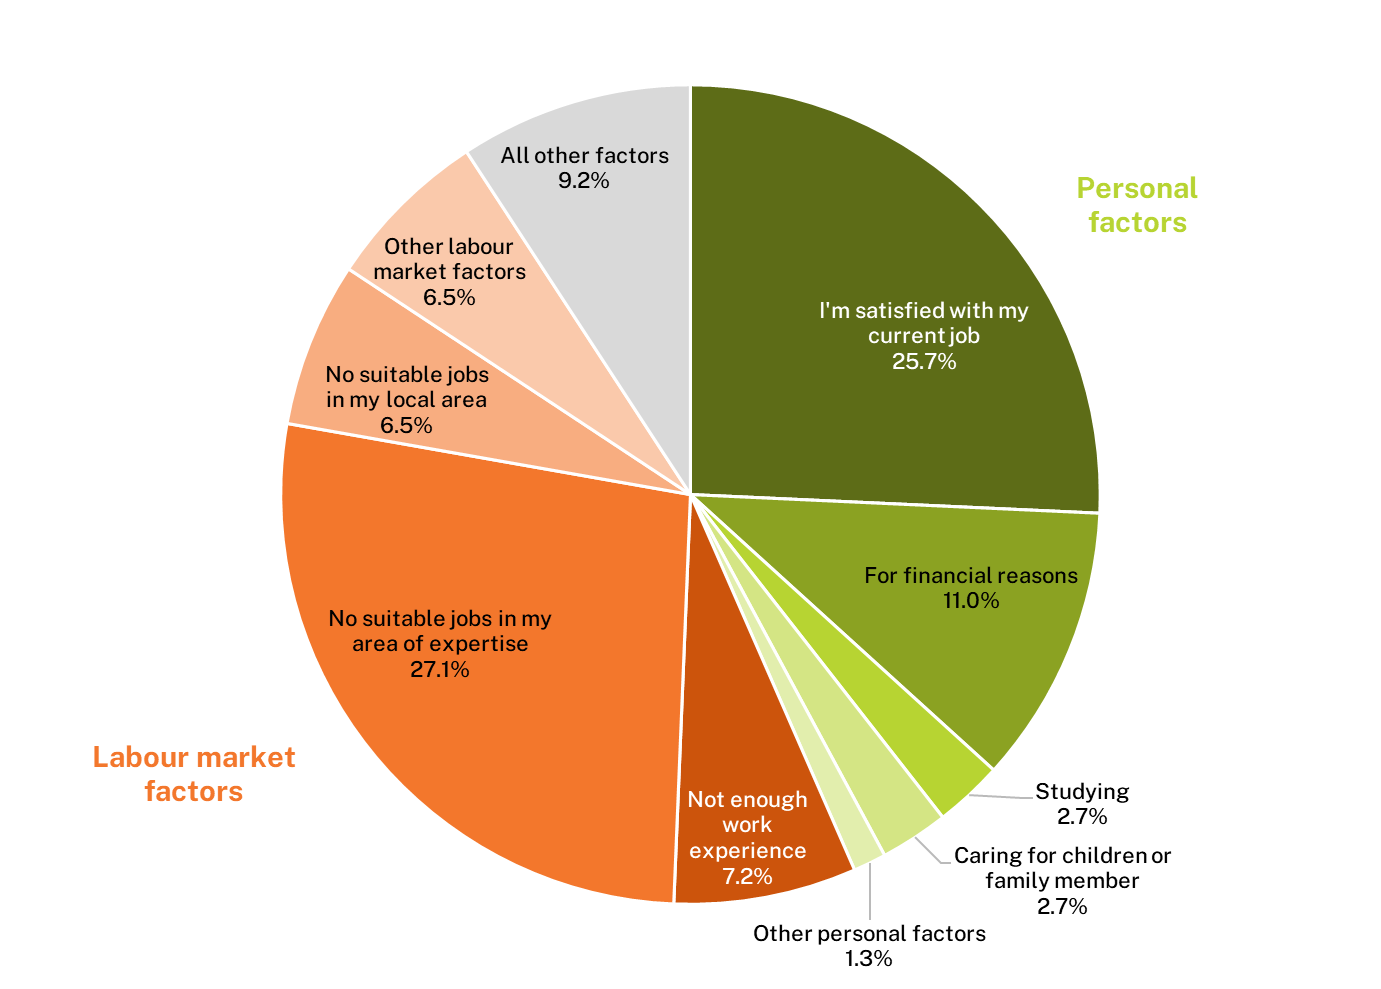 All other factors
9.2%
Personal
factors
Other labour
market factors
6.5%
I'm satisfied with my
current job
25.7%
No suitable jobs
in my local area
6.5%
For financial reasons
11.0%
No suitable jobs in my
area of expertise
27.1%
Labour market
factors
Not enough
work
experience
7.2%
Studying
2.7%
Caring for children or
family member
2.7%
Other personal factors
1.3%